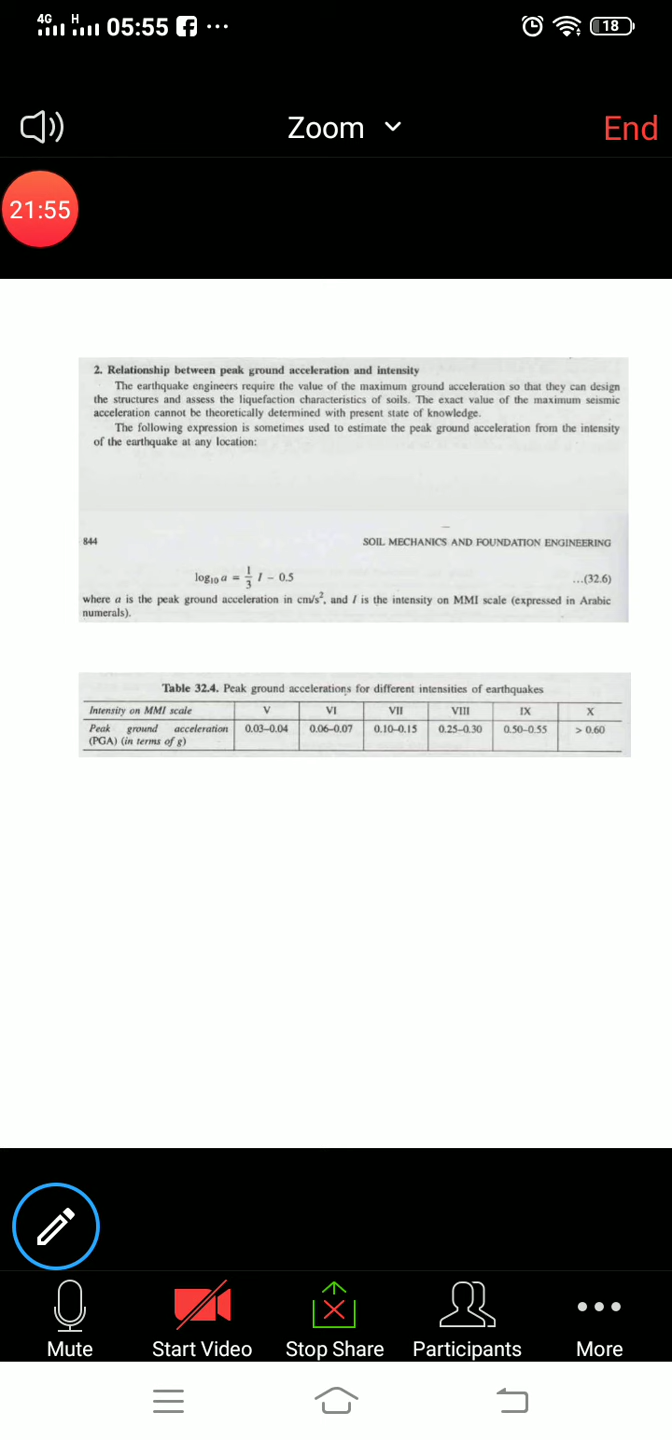 4G H 05:55 18
Zoom End
21:55
2. Relationship between peak ground acceleration and intensity
The earthquake engineers require the value of the maximum ground acceleration so that they can design
the structures and assess the liquefaction characteristics of soils. The exact value of the maximum seismic
acceleration cannot be theoretically determined with present state of knowledge.
The following expression is sometimes used to estimate the peak ground acceleration from the intensity
of the earthquake at any location:
844 SOIL MECHANICS AND FOUNDATION ENGINEERING
log₁₀ a = 1/3 I − 0.5 ...(32.6)
where a is the peak ground acceleration in cm/s², and I is the intensity on MMI scale (expressed in Arabic
numerals).
Table 32.4. Peak ground accelerations for different intensities of earthquakes
Intensity on MMI scale V VI VII VIII IX X
Peak ground acceleration 0.03–0.04 0.06–0.07 0.10–0.15 0.25–0.30 0.50–0.55 > 0.60
(PGA) (in terms of g)
Mute Start Video Stop Share Participants More